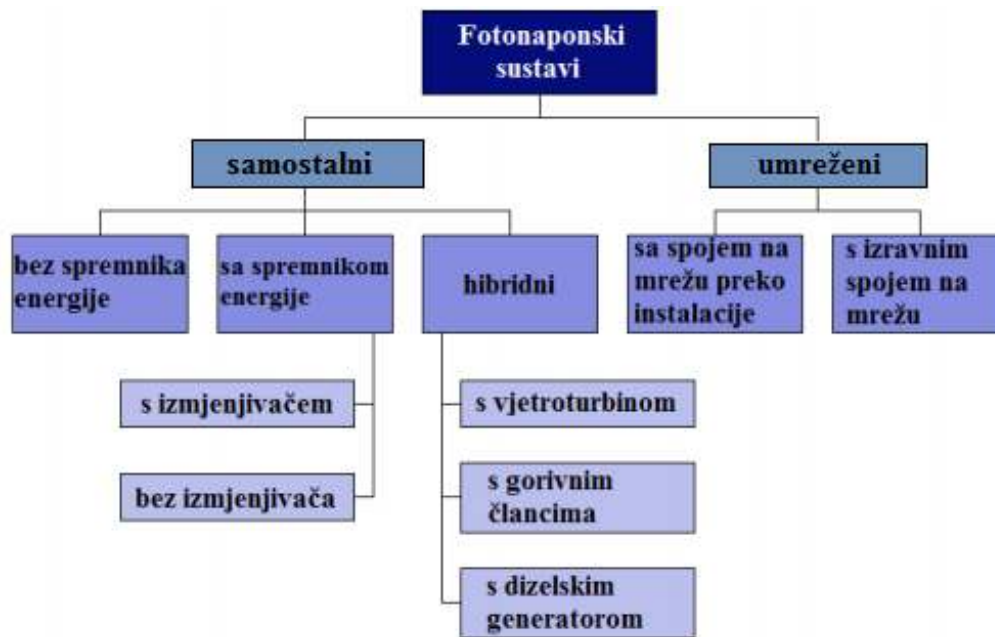 Fotonaponski
sustavi
samostalni
umreženi
bez spremnika
energije
sa spremnikom
energije
hibridni
sa spojem na
mrežu preko
instalacije
s izravnim
spojem na
mrežu
s izmjenjivačem
bez izmjenjivača
s vjetroturbinom
s gorivnim
člancima
s dizelskim
generatorom